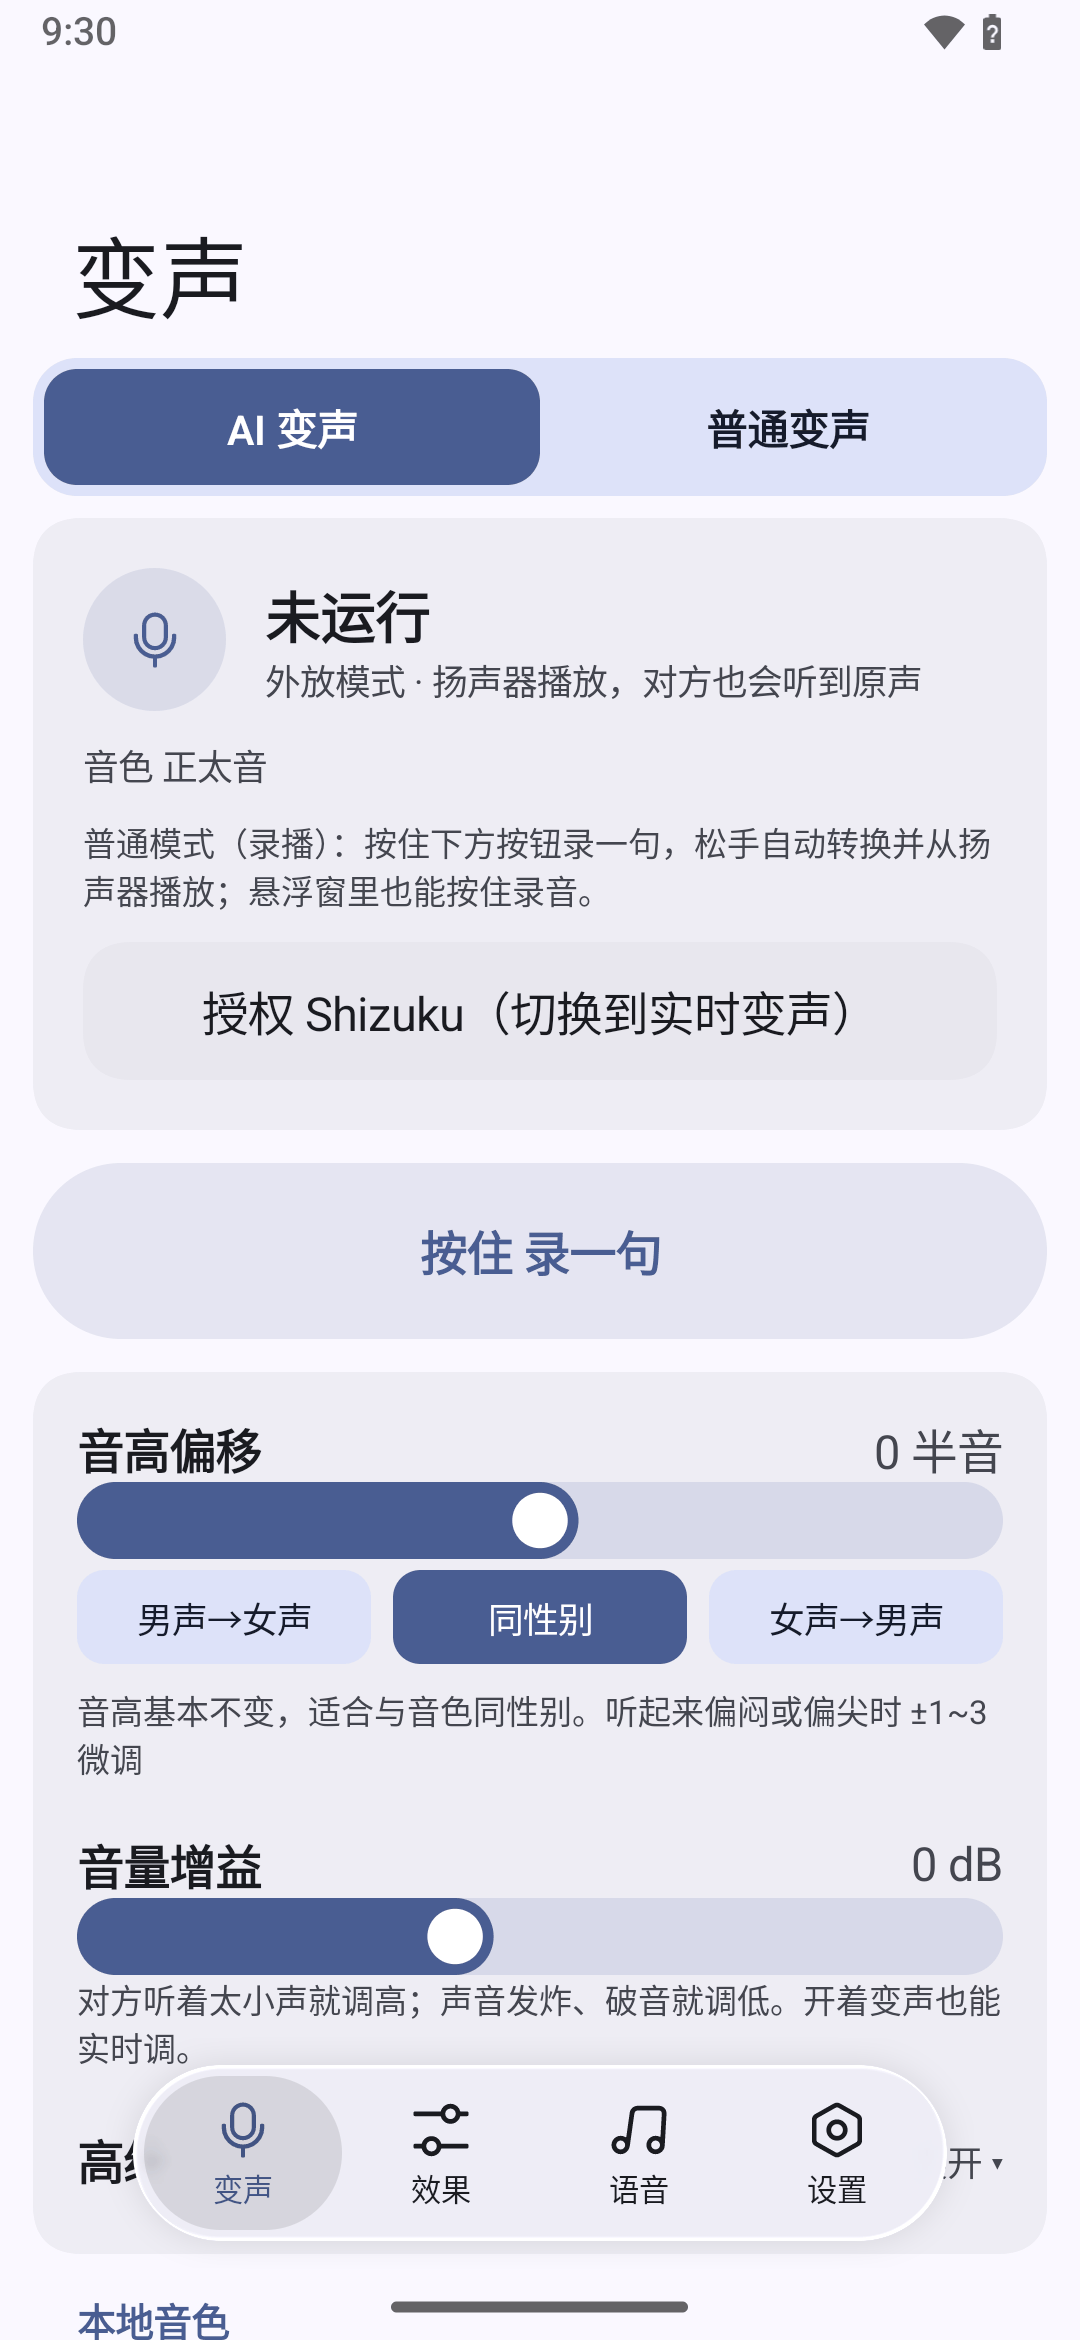 9:30
变声
AI 变声
普通变声
未运行
外放模式 · 扬声器播放，对方也会听到原声
音色 正太音
普通模式（录播）：按住下方按钮录一句，松手自动转换并从扬
声器播放；悬浮窗里也能按住录音。
授权 Shizuku（切换到实时变声）
按住 录一句
音高偏移
0 半音
男声→女声
同性别
女声→男声
音高基本不变，适合与音色同性别。听起来偏闷或偏尖时 ±1~3
微调
音量增益
0 dB
对方听着太小声就调高；声音发炸、破音就调低。开着变声也能
实时调。
高
开 ▾
变声
效果
语音
设置
本地音色